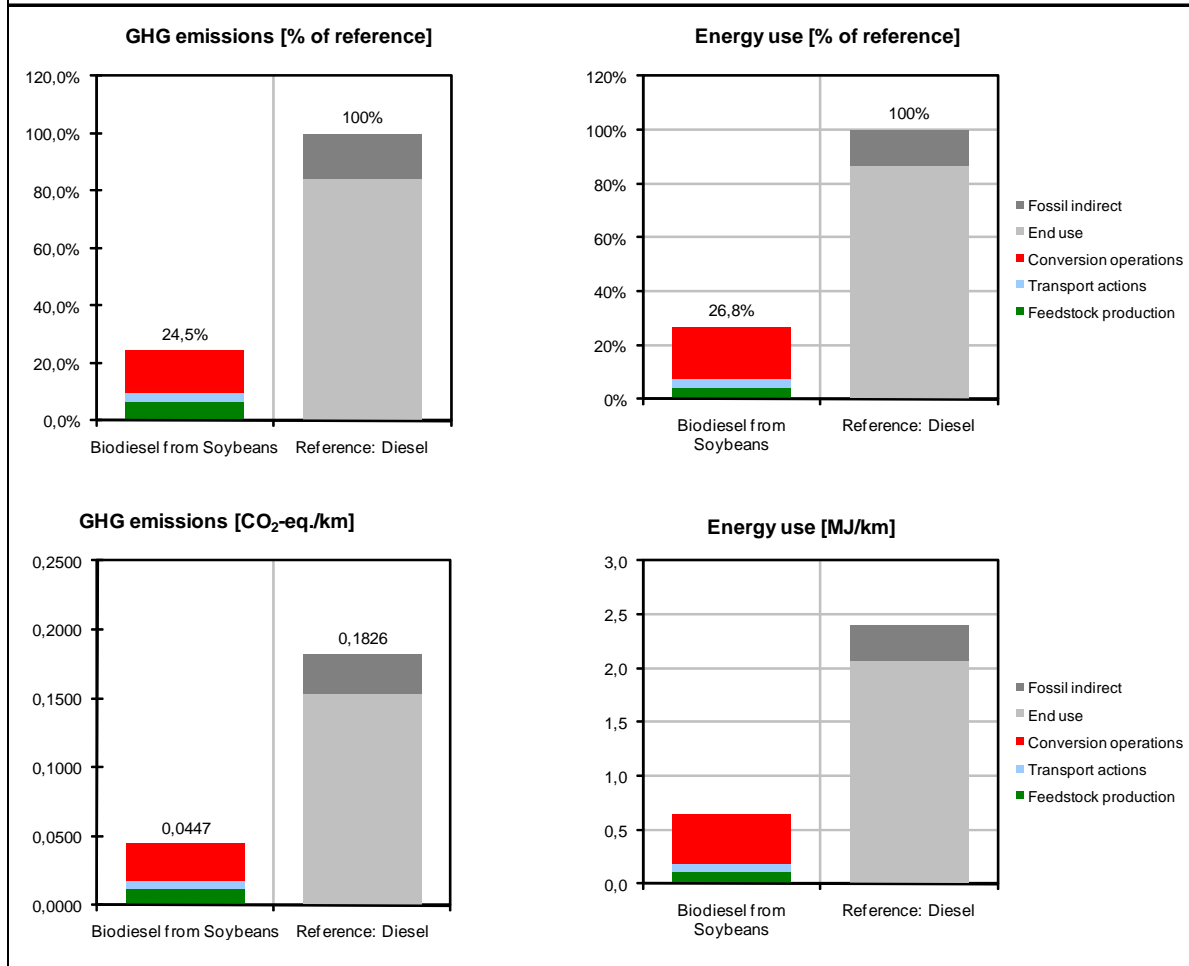 GHG emissions [% of reference]
120,0%
100,0%
80,0%
60,0%
40,0%
20,0%
0,0%
24,5%
100%
Biodiesel from Soybeans
Reference: Diesel
Energy use [% of reference]
120%
100%
80%
60%
40%
20%
0%
26,8%
100%
Biodiesel from
Soybeans
Reference: Diesel
Fossil indirect
End use
Conversion operations
Transport actions
Feedstock production
GHG emissions [CO₂-eq./km]
0,2500
0,2000
0,1500
0,1000
0,0500
0,0000
0,0447
0,1826
Biodiesel from Soybeans
Reference: Diesel
Energy use [MJ/km]
3,0
2,5
2,0
1,5
1,0
0,5
0,0
Biodiesel from
Soybeans
Reference: Diesel
Fossil indirect
End use
Conversion operations
Transport actions
Feedstock production